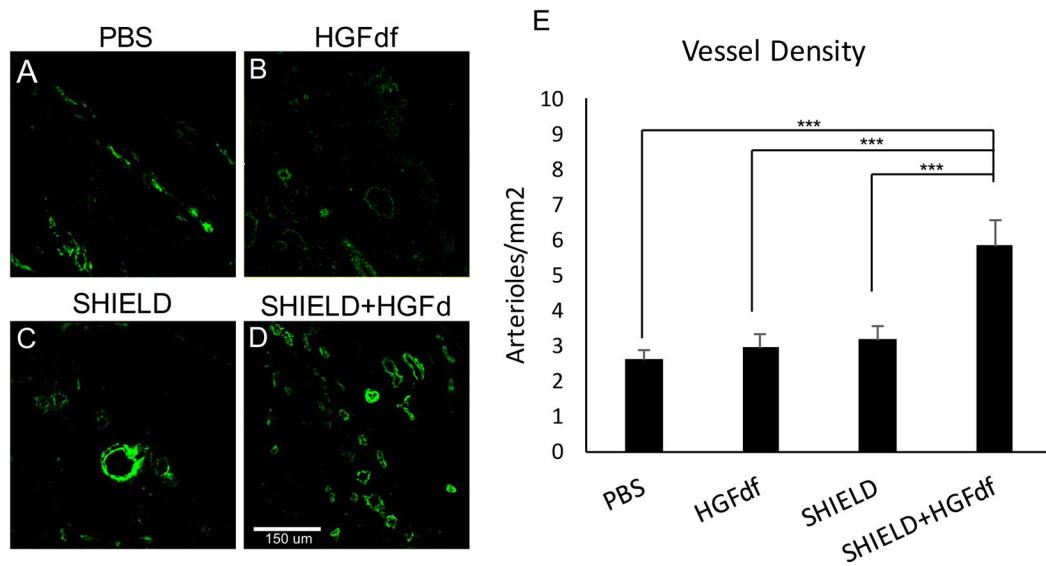 PBS
HGFdf
A
B
SHIELD
SHIELD+HGFd
C
D
150 um
E
Vessel Density
Arterioles/mm2
10
9
8
7
6
5
4
3
2
1
0
***
***
***
PBS
HGFdf
SHIELD
SHIELD+HGFdf